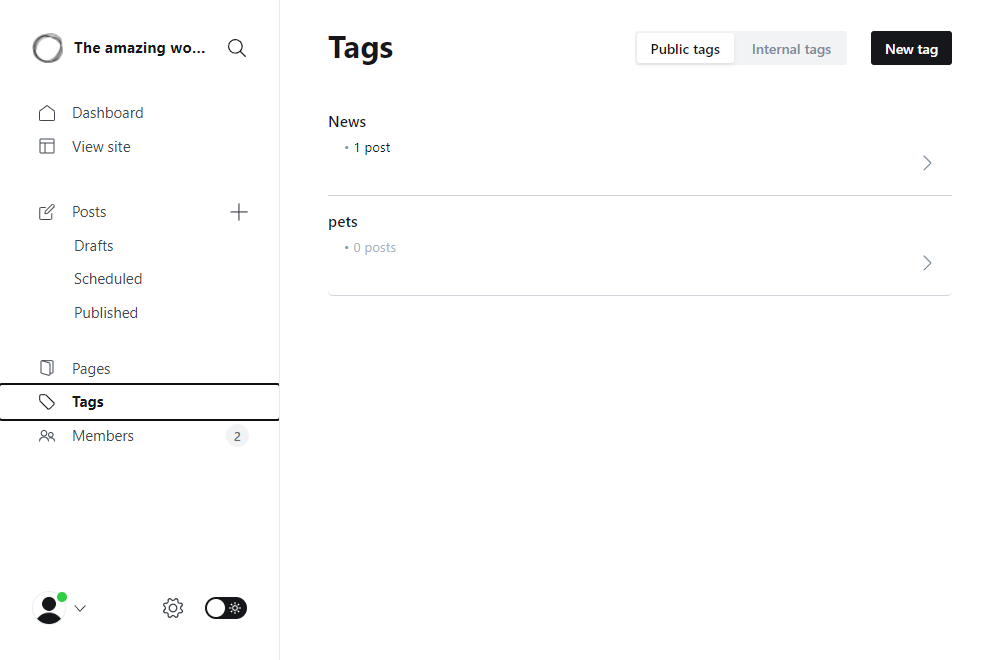 The amazing wo...
Dashboard
View site
Posts
Drafts
Scheduled
Published
Pages
Tags
Members 2
Tags
Public tags Internal tags New tag
News
• 1 post
pets
• 0 posts